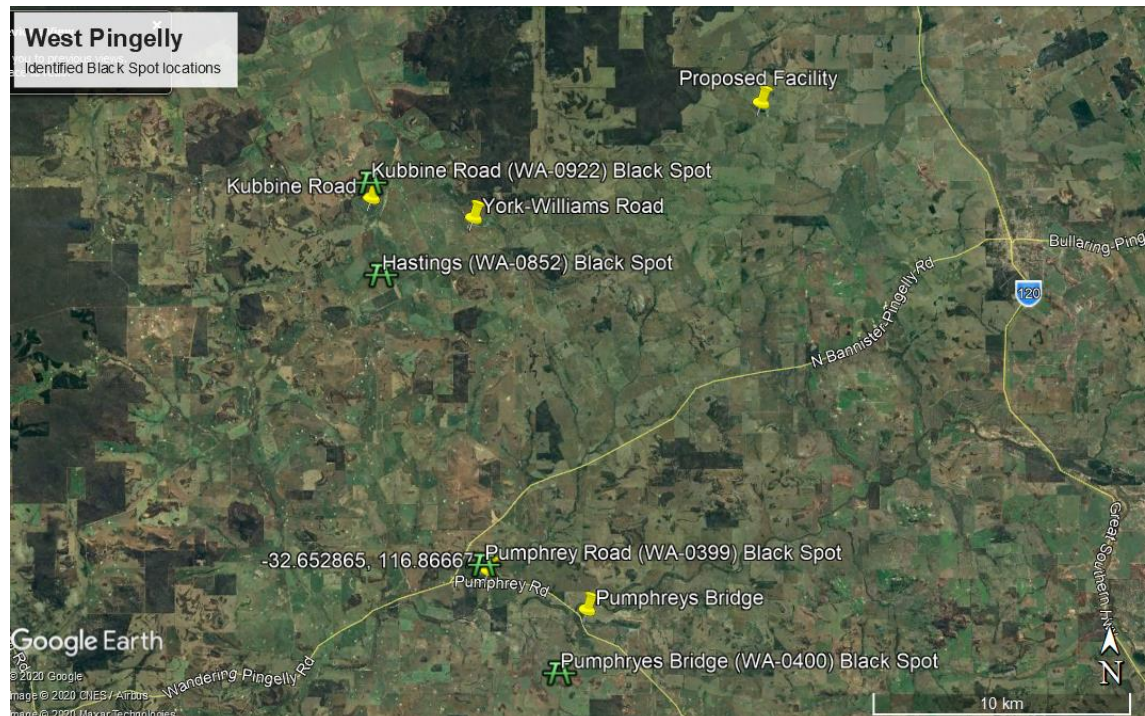 West Pingelly
Identified Black Spot locations
Proposed Facility
Kubbine Road (WA-0922) Black Spot
Kubbine Road
York-Williams Road
Hastings (WA-0852) Black Spot
Bullaring-Ping
N Bannister-Pingelly Rd
120
-32.652865, 116.86667
Pumphrey Road (WA-0399) Black Spot
Pumphrey Rd
Pumphreys Bridge
Great Southern Hw
Pumphryes Bridge (WA-0400) Black Spot
Wandering Pingelly Rd
Rd
Google Earth
© 2020 Google
Image © 2020 CNES / Airbus
Image © 2020 Maxar Technologies
N
10 km